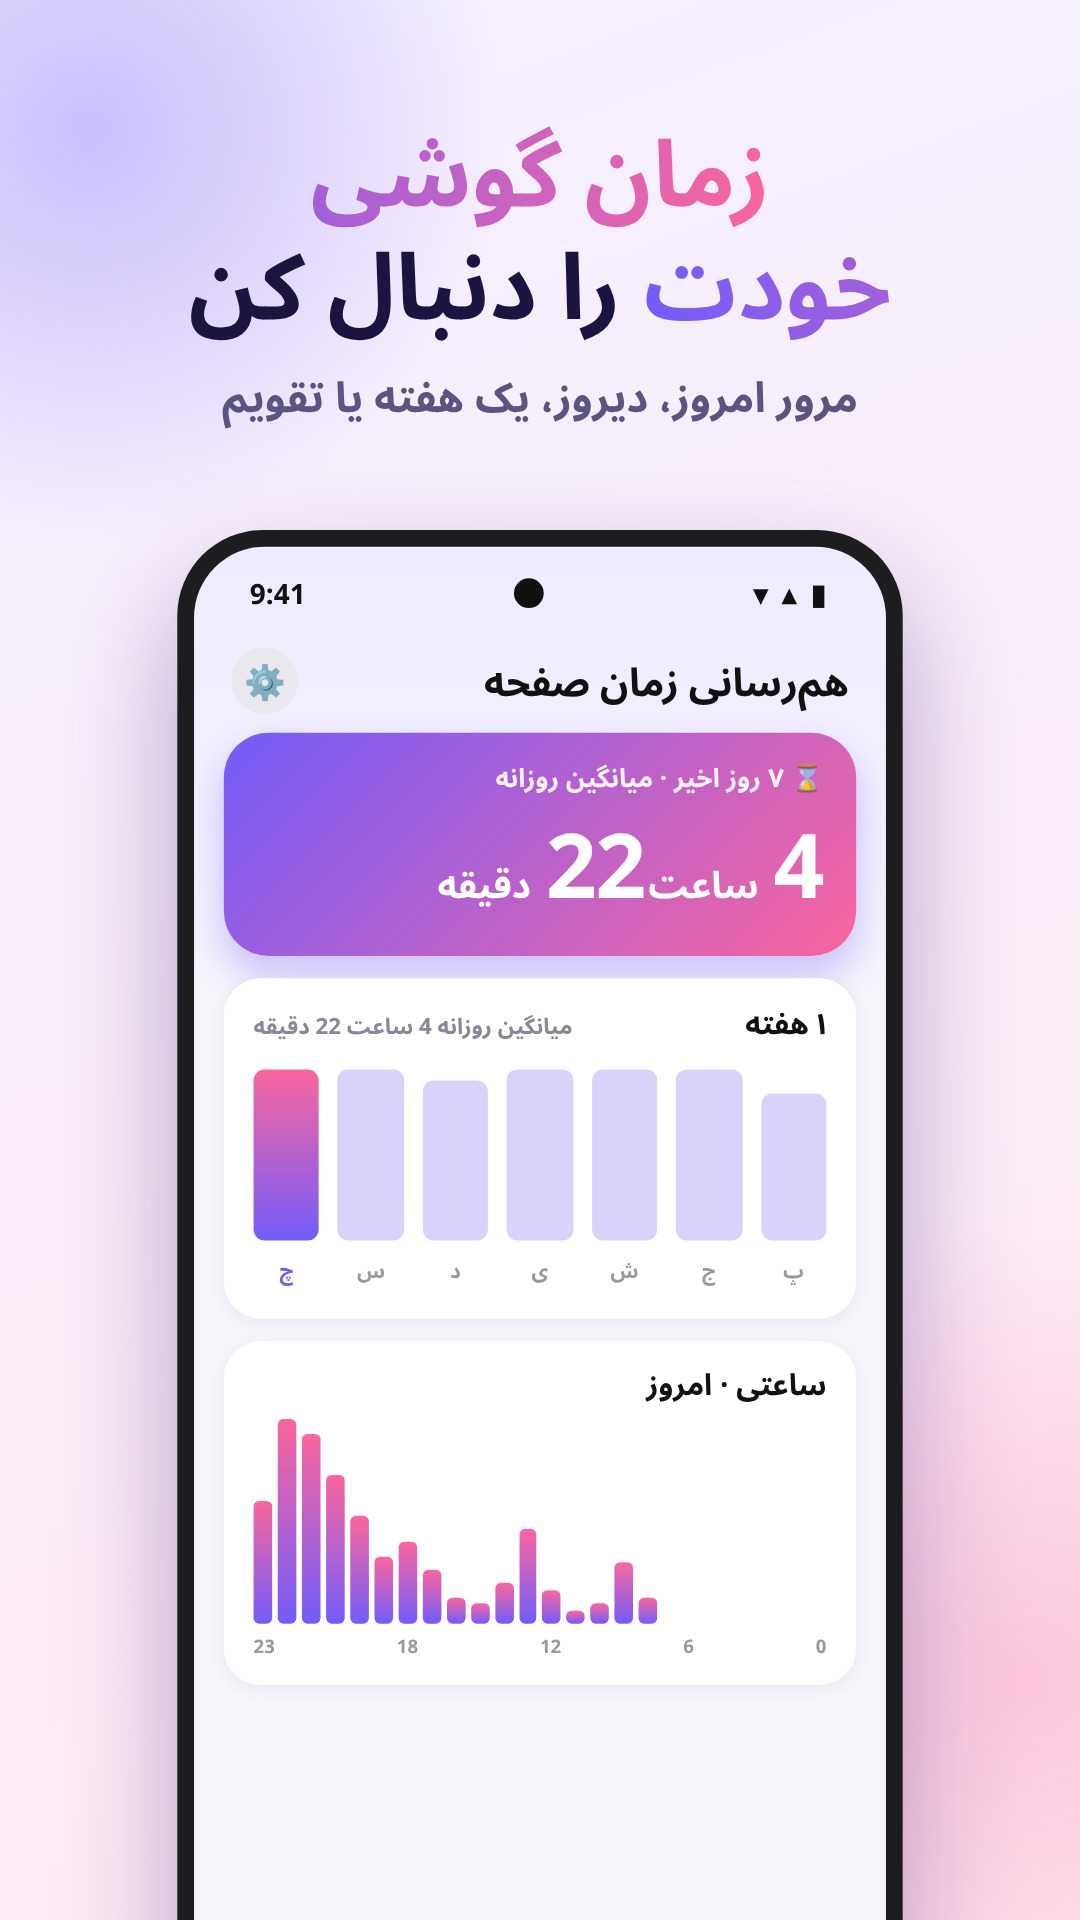 زمان گوشی
خودت را دنبال کن
مرور امروز، دیروز، یک هفته یا تقویم
9:41
هم‌رسانی زمان صفحه
⌛ ۷ روز اخیر · میانگین روزانه
4 ساعت 22 دقیقه
۱ هفته
میانگین روزانه 4 ساعت 22 دقیقه
پ ج ش ی د س چ
ساعتی · امروز
0 6 12 18 23